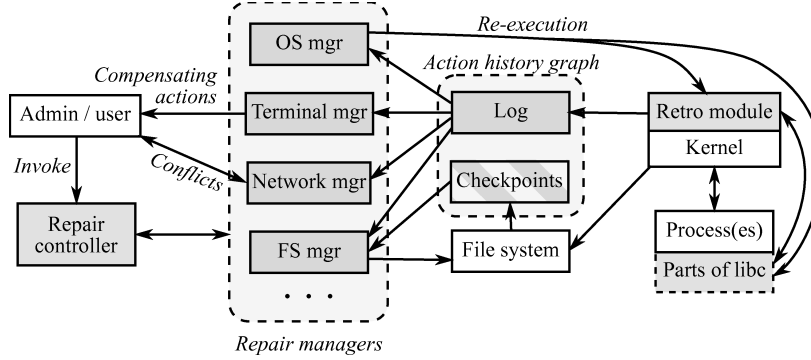 Re-execution
OS mgr
Action history graph
Compensating
actions
Admin / user
Terminal mgr
Log
Retro module
Kernel
Invoke
Conflicts
Network mgr
Checkpoints
Repair
controller
FS mgr
File system
Process(es)
Parts of libc
. . .
Repair managers